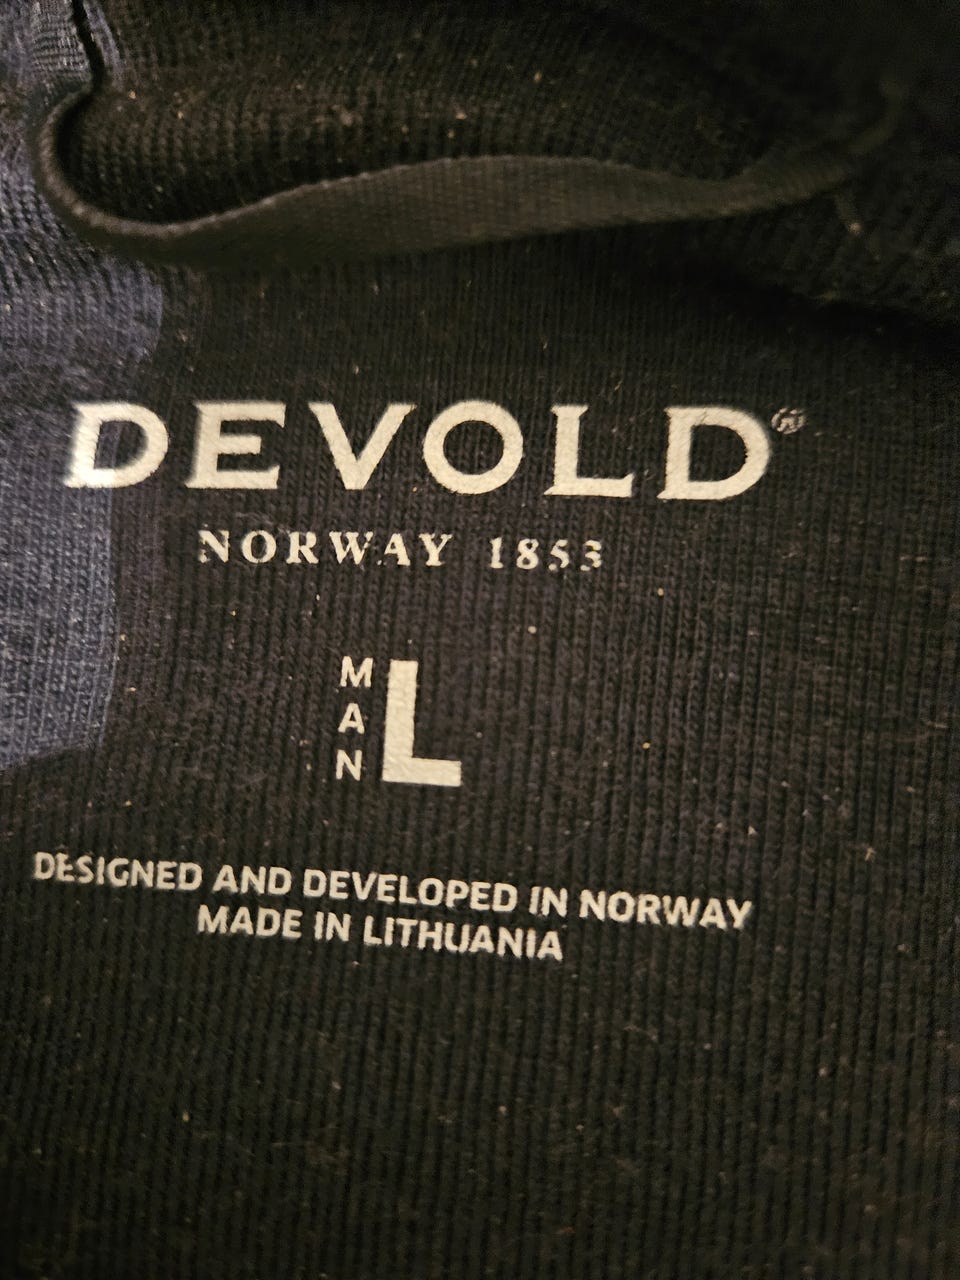 DEVOLD®
NORWAY 1853
MAN L
DESIGNED AND DEVELOPED IN NORWAY
MADE IN LITHUANIA